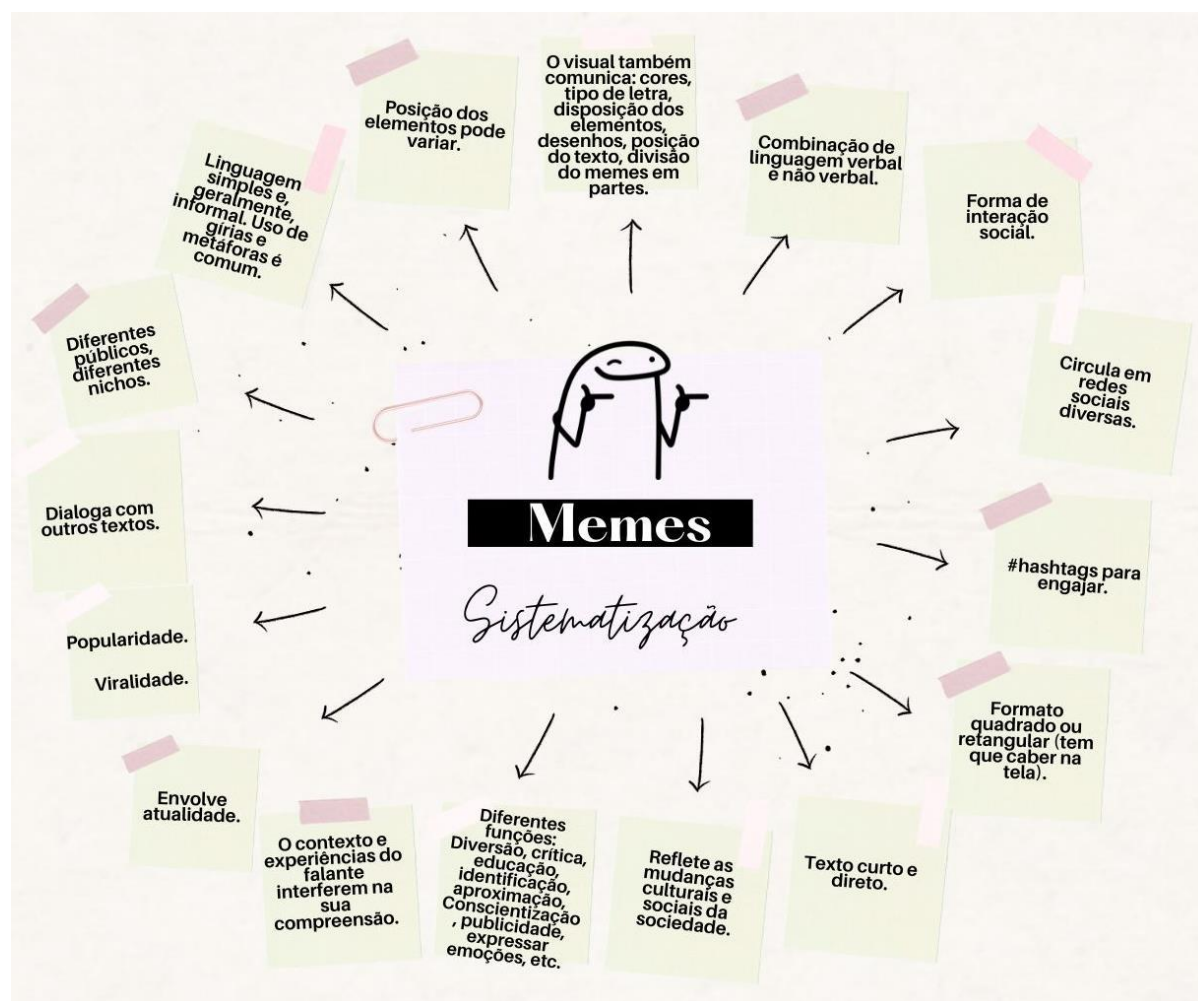 O visual também
comunica: cores,
tipo de letra,
disposição dos
elementos,
desenhos, posição
do texto, divisão
do memes em
partes.
Posição dos
elementos pode
variar.
Combinação de
linguagem verbal
e não verbal.
Linguagem
simples e,
geralmente,
informal. Uso de
gírias e
metáforas é
comum.
Forma de
interação
social.
Diferentes
públicos,
diferentes
nichos.
Circula em
redes
sociais
diversas.
Memes
Sistematização
Dialoga com
outros textos.
#hashtags para
engajar.
Popularidade.
Viralidade.
Formato
quadrado ou
retangular (tem
que caber na
tela).
Envolve
atualidade.
O contexto e
experiências do
falante
interferem na
sua
compreensão.
Diferentes
funções:
Diversão, crítica,
educação,
identificação,
aproximação,
Conscientização
, publicidade,
expressar
emoções, etc.
Reflete as
mudanças
culturais e
sociais da
sociedade.
Texto curto e
direto.